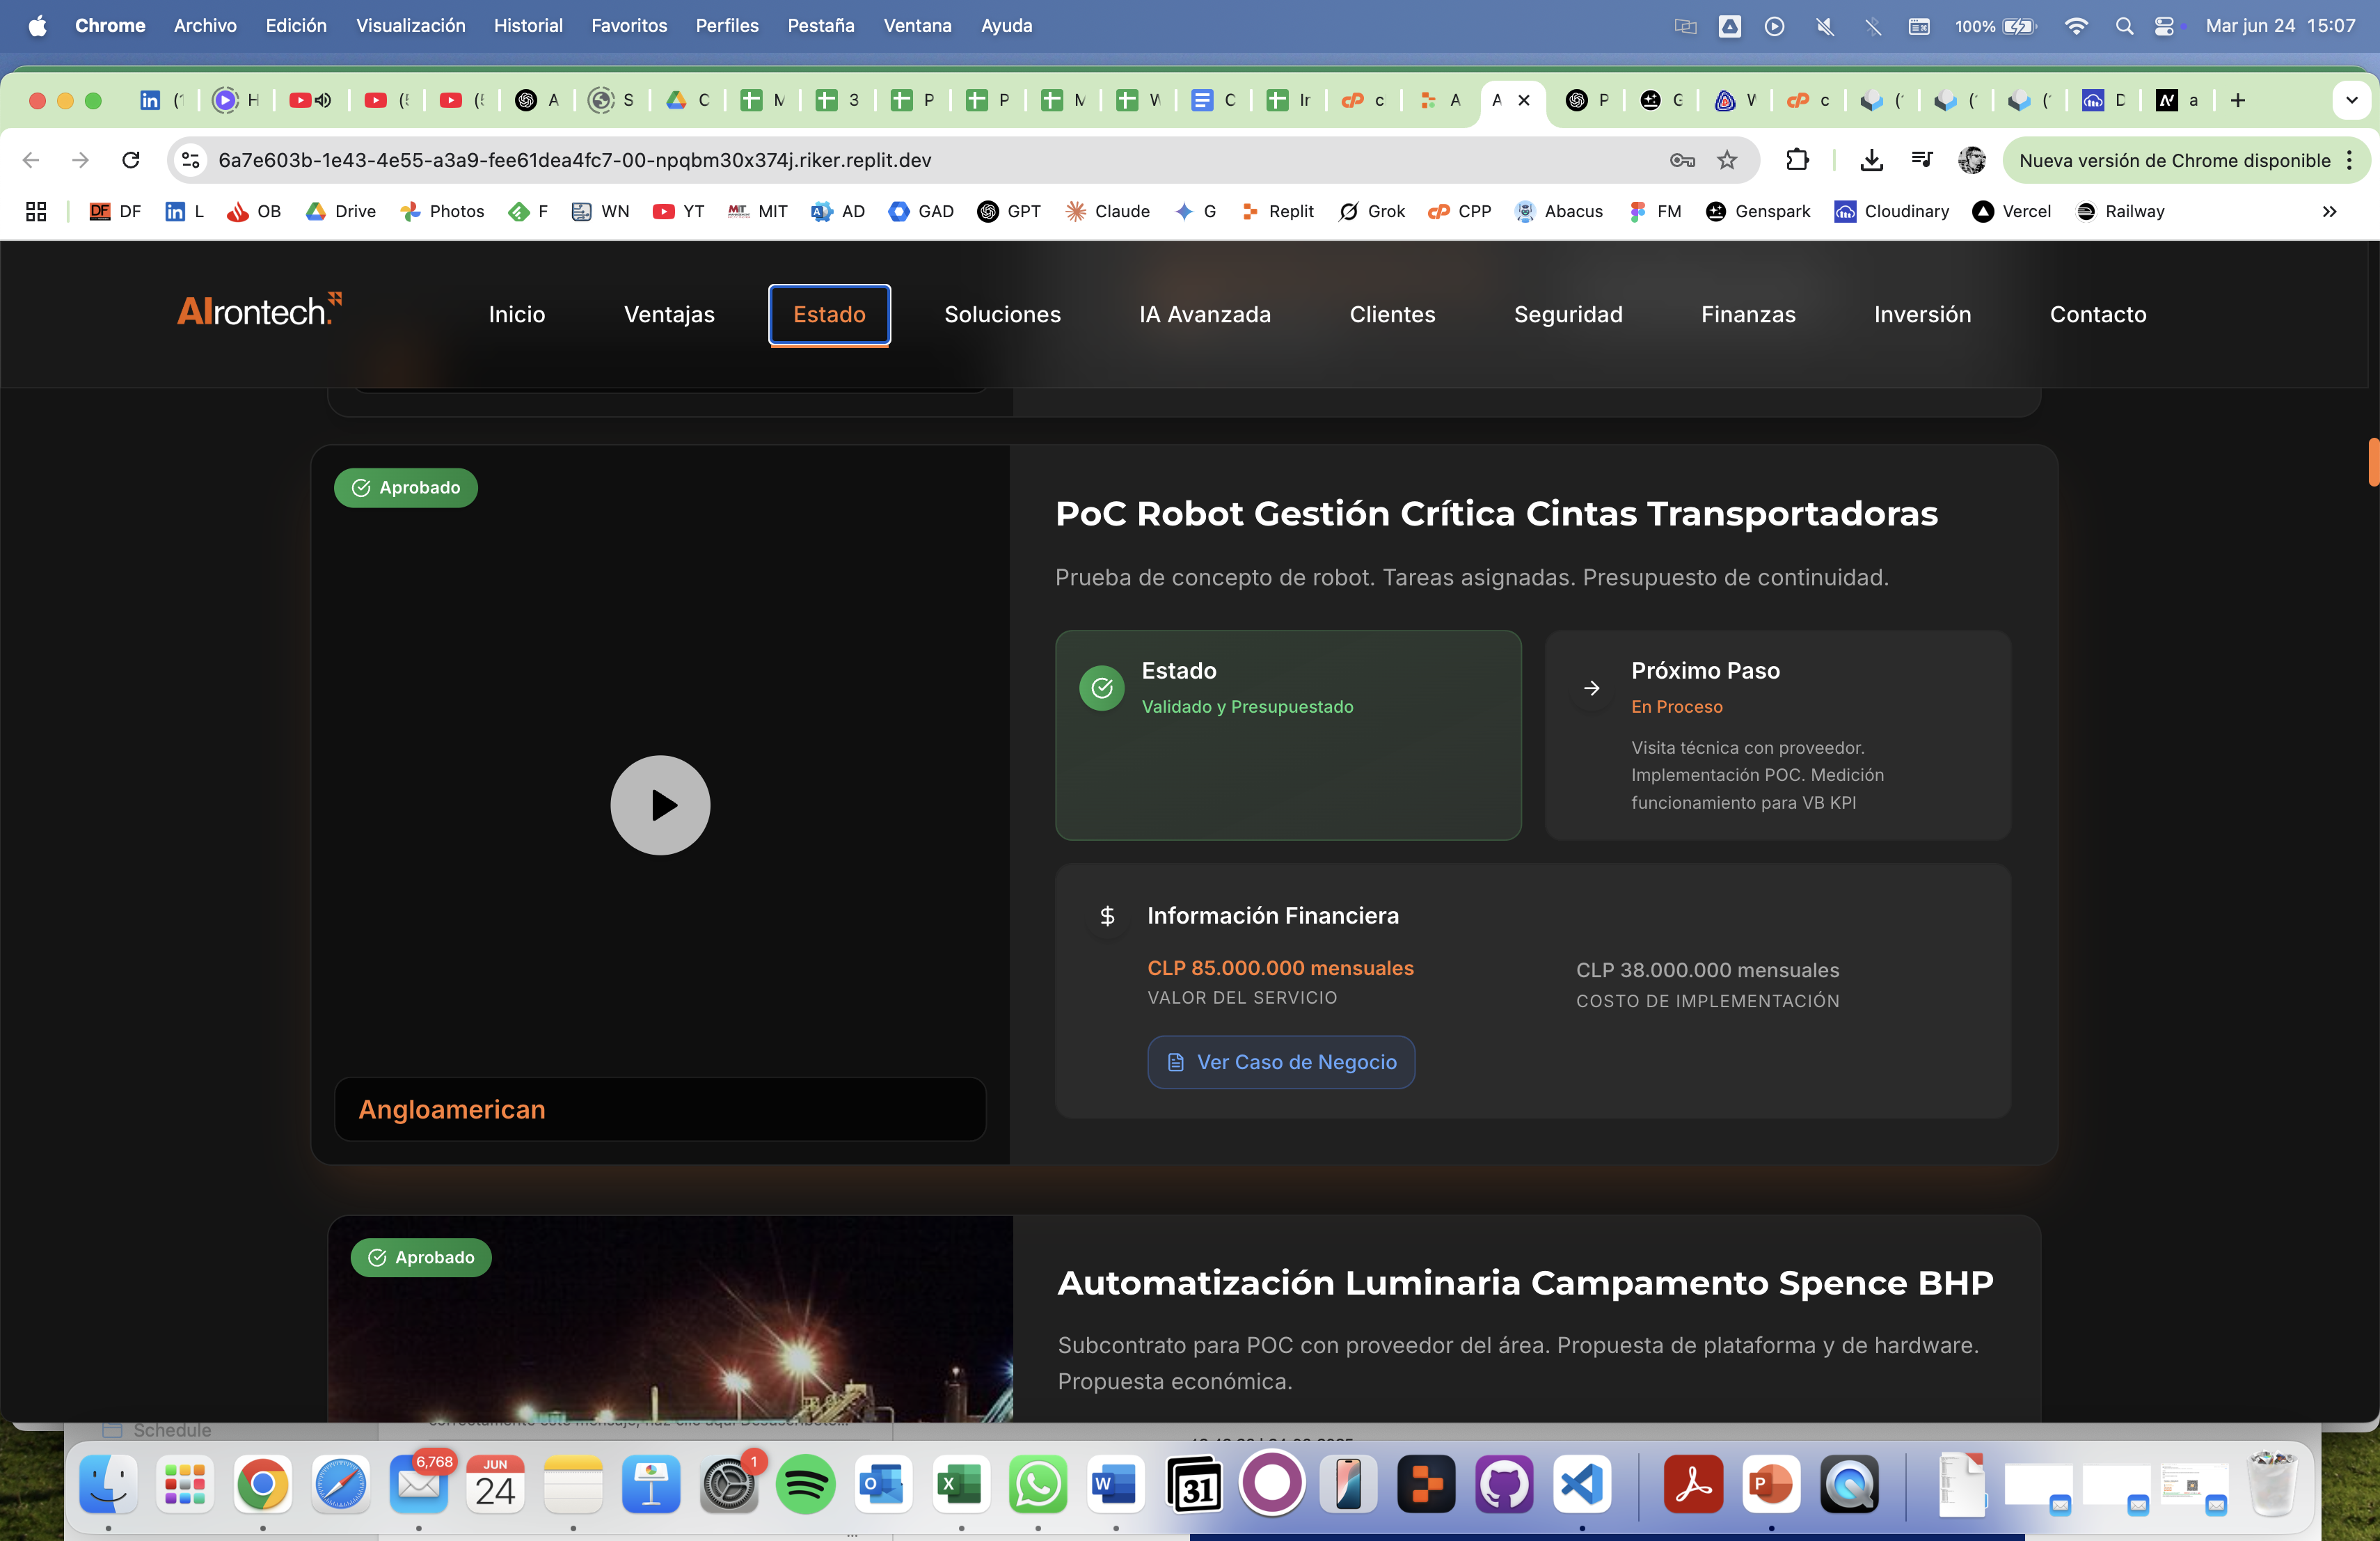 Chrome Archivo Edición Visualización Historial Favoritos Perfiles Pestaña Ventana Ayuda 100% Mar jun 24 15:07
H A S C M 3 P P M W C Ir c A A P G V c D a
6a7e603b-1e43-4e55-a3a9-fee61dea4fc7-00-npqbm30x374j.riker.replit.dev
Nueva versión de Chrome disponible
DF L OB Drive Photos F WN YT MIT AD GAD GPT Claude G Replit Grok CPP Abacus FM Genspark Cloudinary Vercel Railway
AIrontech.
Inicio Ventajas Estado Soluciones IA Avanzada Clientes Seguridad Finanzas Inversión Contacto
Aprobado
PoC Robot Gestión Crítica Cintas Transportadoras
Prueba de concepto de robot. Tareas asignadas. Presupuesto de continuidad.
Estado
Validado y Presupuestado
Próximo Paso
En Proceso
Visita técnica con proveedor.
Implementación POC. Medición
funcionamiento para VB KPI
Información Financiera
CLP 85.000.000 mensuales
VALOR DEL SERVICIO
CLP 38.000.000 mensuales
COSTO DE IMPLEMENTACIÓN
Ver Caso de Negocio
Angloamerican
Aprobado
Automatización Luminaria Campamento Spence BHP
Subcontrato para POC con proveedor del área. Propuesta de plataforma y de hardware.
Propuesta económica.
Schedule
6,768
JUN
24
1
31